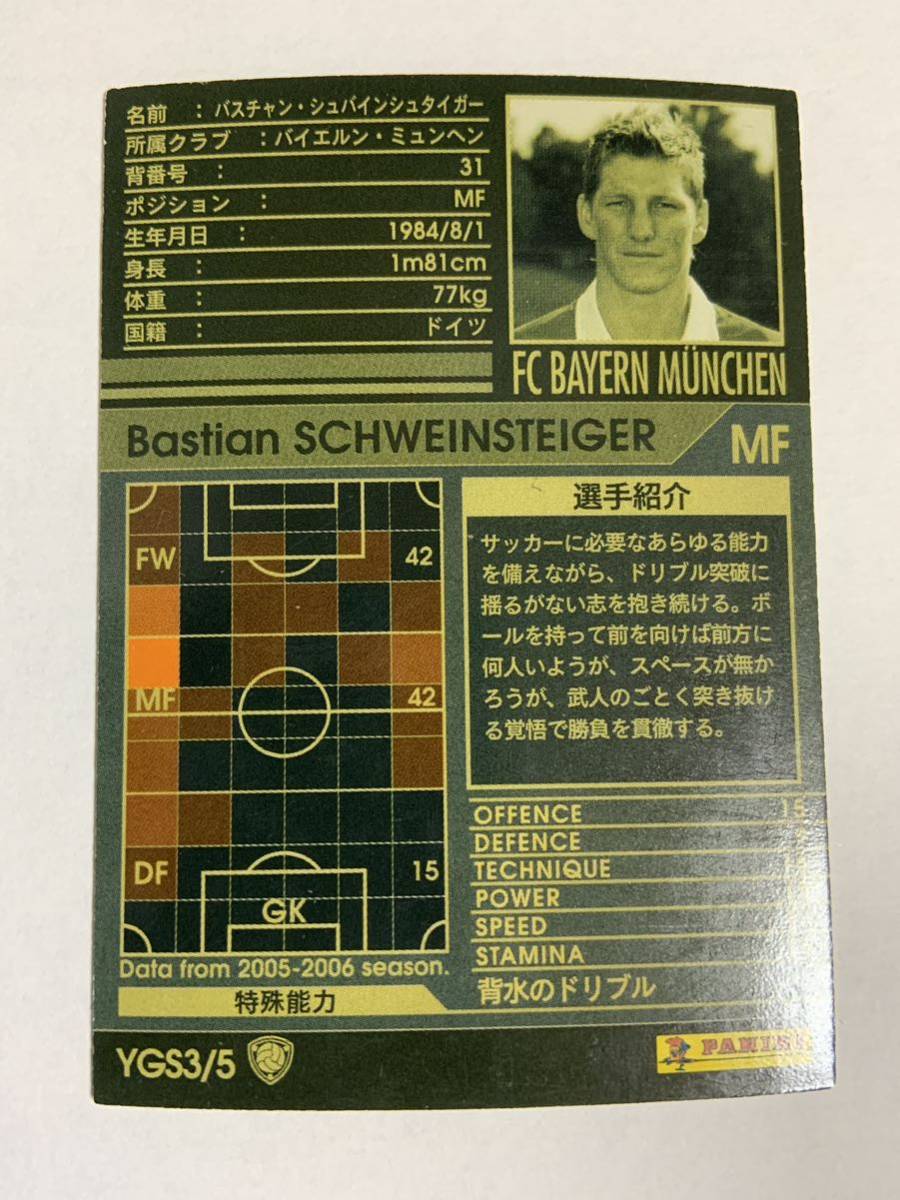 名前 : バスチャン・シュバインシュタイガー
所属クラブ : バイエルン・ミュンヘン
背番号 : 31
ポジション : MF
生年月日 : 1984/8/1
身長 : 1m81cm
体重 : 77kg
国籍 : ドイツ
FC BAYERN MÜNCHEN
Bastian SCHWEINSTEIGER
MF
FW 42
MF 42
DF 15
GK
Data from 2005-2006 season.
特殊能力
選手紹介
サッカーに必要なあらゆる能力
を備えながら、ドリブル突破に
揺るがない志を抱き続ける。ボ
ールを持って前を向けば前方に
何人いようが、スペースが無か
ろうが、武人のごとく突き抜け
る覚悟で勝負を貫徹する。
OFFENCE 15
DEFENCE
TECHNIQUE
POWER
SPEED
STAMINA
背水のドリブル
YGS3/5
PANINI